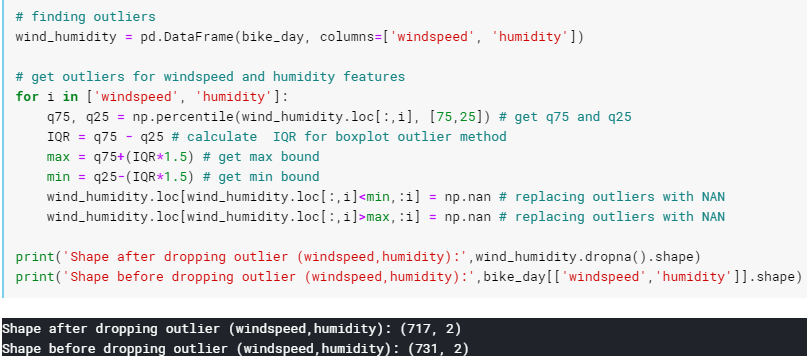 # finding outliers
wind_humidity = pd.DataFrame(bike_day, columns=['windspeed', 'humidity'])
# get outliers for windspeed and humidity features
for i in ['windspeed', 'humidity']:
    q75, q25 = np.percentile(wind_humidity.loc[:,i], [75,25]) # get q75 and q25
    IQR = q75 - q25 # calculate  IQR for boxplot outlier method
    max = q75+(IQR*1.5) # get max bound
    min = q25-(IQR*1.5) # get min bound
    wind_humidity.loc[wind_humidity.loc[:,i]<min,:i] = np.nan # replacing outliers with NAN
    wind_humidity.loc[wind_humidity.loc[:,i]>max,:i] = np.nan # replacing outliers with NAN
print('Shape after dropping outlier (windspeed,humidity):',wind_humidity.dropna().shape)
print('Shape before dropping outlier (windspeed,humidity):',bike_day[['windspeed','humidity']].shape)
Shape after dropping outlier (windspeed,humidity): (717, 2)
Shape before dropping outlier (windspeed,humidity): (731, 2)